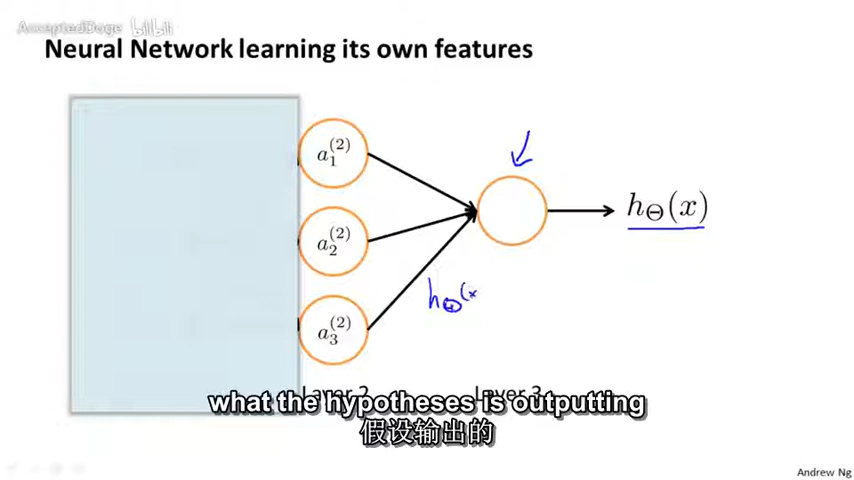 AcceptedDoge bilibili
Neural Network learning its own features
a_1^{(2)}
a_2^{(2)}
a_3^{(2)}
h_Θ(x)
h_Θ(x
what the hypotheses is outputting
假设输出的
Andrew Ng